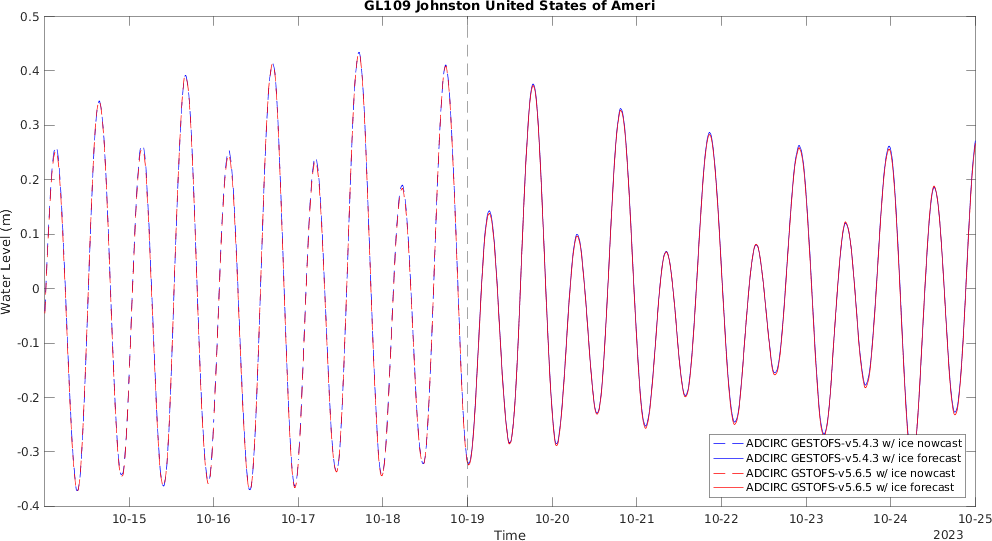 GL109 Johnston United States of Ameri
0.5
0.4
0.3
0.2
0.1
0
-0.1
-0.2
-0.3
-0.4
Water Level (m)
ADCIRC GESTOFS-v5.4.3 w/ ice nowcast
ADCIRC GESTOFS-v5.4.3 w/ ice forecast
ADCIRC GSTOFS-v5.6.5 w/ ice nowcast
ADCIRC GSTOFS-v5.6.5 w/ ice forecast
10-15 10-16 10-17 10-18 10-19 10-20 10-21 10-22 10-23 10-24 10-25
Time
2023